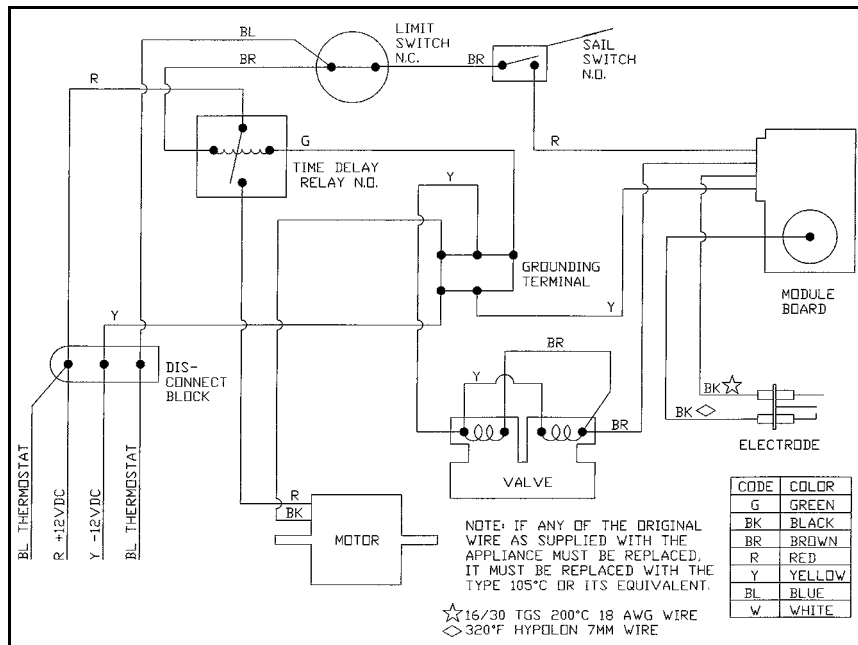 BL
LIMIT
SWITCH
N.C.
BR
BR
SAIL
SWITCH
N.O.
R
G
TIME DELAY
RELAY N.O.
R
Y
GROUNDING
TERMINAL
MODULE
BOARD
Y
Y
DIS-
CONNECT
BLOCK
BR
Y
BK
BK
BR
ELECTRODE
VALVE
BL THERMOSTAT
R +12VDC
Y -12VDC
BL THERMOSTAT
R
BK
MOTOR
NOTE: IF ANY OF THE ORIGINAL
WIRE AS SUPPLIED WITH THE
APPLIANCE MUST BE REPLACED,
IT MUST BE REPLACED WITH THE
TYPE 105°C OR ITS EQUIVALENT.
16/30 TGS 200°C 18 AWG WIRE
320°F HYPOLON 7MM WIRE
CODE COLOR
G GREEN
BK BLACK
BR BROWN
R RED
Y YELLOW
BL BLUE
W WHITE